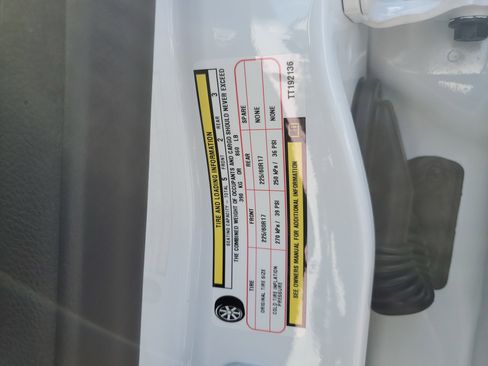 TIRE AND LOADING INFORMATION
SEATING CAPACITY - TOTAL 5 FRONT 2 REAR 3
THE COMBINED WEIGHT OF OCCUPANTS AND CARGO SHOULD NEVER EXCEED
390 KG OR 860 LB
TIRE FRONT REAR SPARE
ORIGINAL TIRE SIZE 225/60R17 225/60R17 NONE
COLD TIRE INFLATION PRESSURE 270 kPa / 39 PSI 250 kPa / 36 PSI NONE
SEE OWNERS MANUAL FOR ADDITIONAL INFORMATION
TT192136